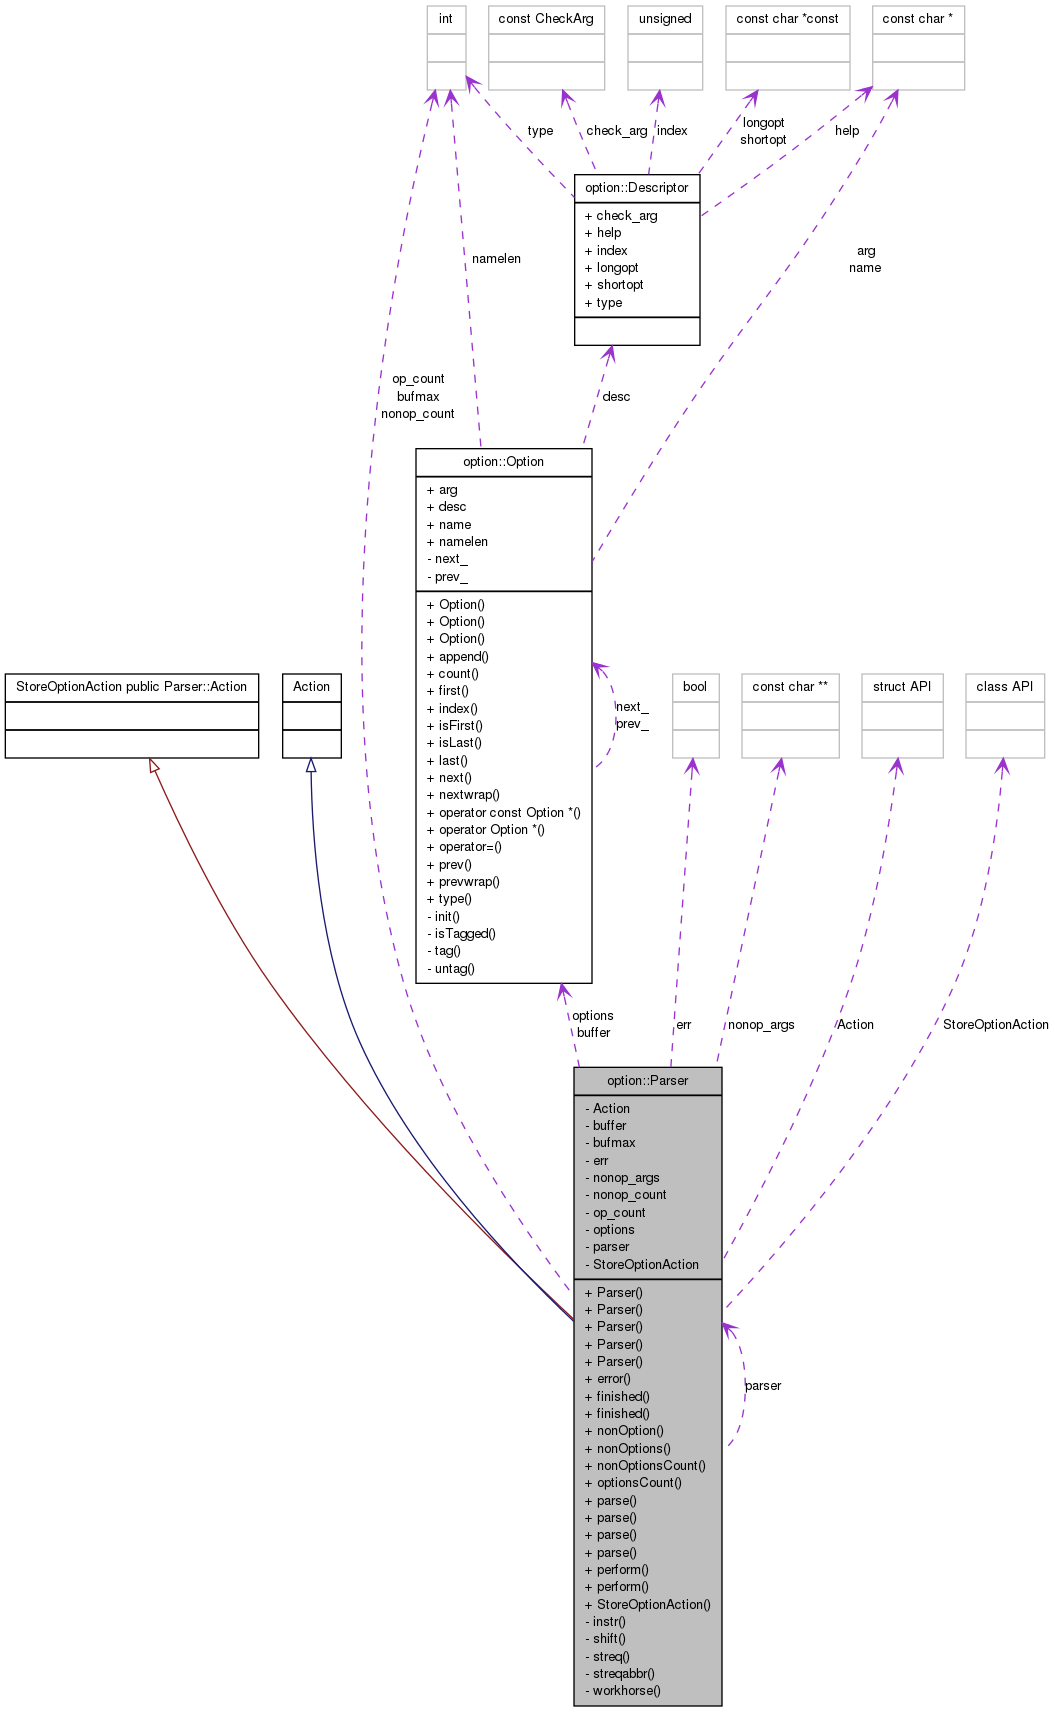 int
const CheckArg
unsigned
const char *const
const char *
type
check_arg
index
longopt
shortopt
help
option::Descriptor
+ check_arg
+ help
+ index
+ longopt
+ shortopt
+ type
namelen
arg
name
op_count
bufmax
nonop_count
desc
option::Option
+ arg
+ desc
+ name
+ namelen
- next_
- prev_
+ Option()
+ Option()
+ Option()
+ append()
+ count()
+ first()
+ index()
+ isFirst()
+ isLast()
+ last()
+ next()
+ nextwrap()
+ operator const Option *()
+ operator Option *()
+ operator=()
+ prev()
+ prevwrap()
+ type()
- init()
- isTagged()
- tag()
- untag()
StoreOptionAction public Parser::Action
Action
next_
prev_
bool
const char **
struct API
class API
options
buffer
err
nonop_args
Action
StoreOptionAction
option::Parser
- Action
- buffer
- bufmax
- err
- nonop_args
- nonop_count
- op_count
- options
- parser
- StoreOptionAction
+ Parser()
+ Parser()
+ Parser()
+ Parser()
+ Parser()
+ error()
+ finished()
+ finished()
+ nonOption()
+ nonOptions()
+ nonOptionsCount()
+ optionsCount()
+ parse()
+ parse()
+ parse()
+ parse()
+ perform()
+ perform()
+ StoreOptionAction()
- instr()
- shift()
- streq()
- streqabbr()
- workhorse()
parser